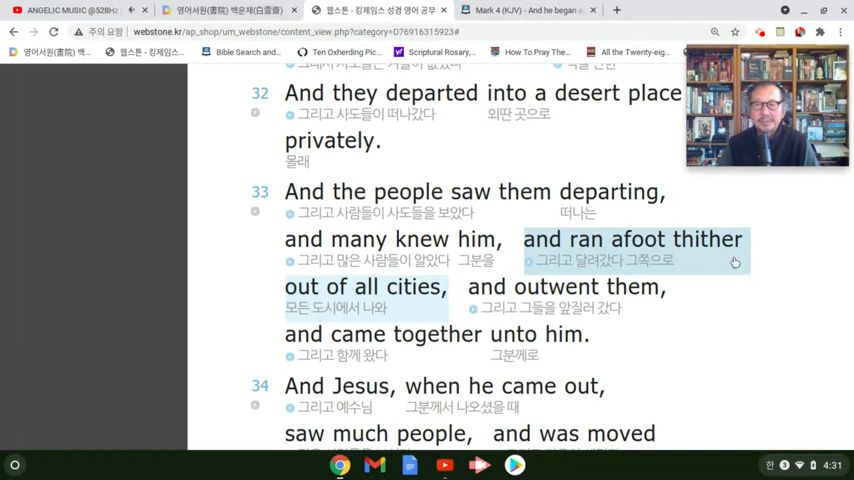 ANGELIC MUSIC @528Hz
영어서원(書院) 백운재(白雲齋)
웹스톤 - 킹제임스 성경 영어 공부
Mark 4 (KJV) - And he began a
주의 요함
webstone.kr/ap_shop/um_webstone/content_view.php?category=D76916315923#
영어서원(書院) 백...
웹스톤 - 킹제임스...
Bible Search and...
Ten Oxherding Pic...
Scriptural Rosary,...
How To Pray The...
All the Twenty-eig...
32 And they departed into a desert place
그리고 사도들이 떠나갔다 외딴 곳으로
privately.
몰래
33 And the people saw them departing,
그리고 사람들이 사도들을 보았다 떠나는
and many knew him, and ran afoot thither
그리고 많은 사람들이 알았다 그분을 그리고 달려갔다 그쪽으로
out of all cities, and outwent them,
모든 도시에서 나와 그리고 그들을 앞질러 갔다
and came together unto him.
그리고 함께 왔다 그분께로
34 And Jesus, when he came out,
그리고 예수님 그분께서 나오셨을 때
saw much people, and was moved
한 3 4:31